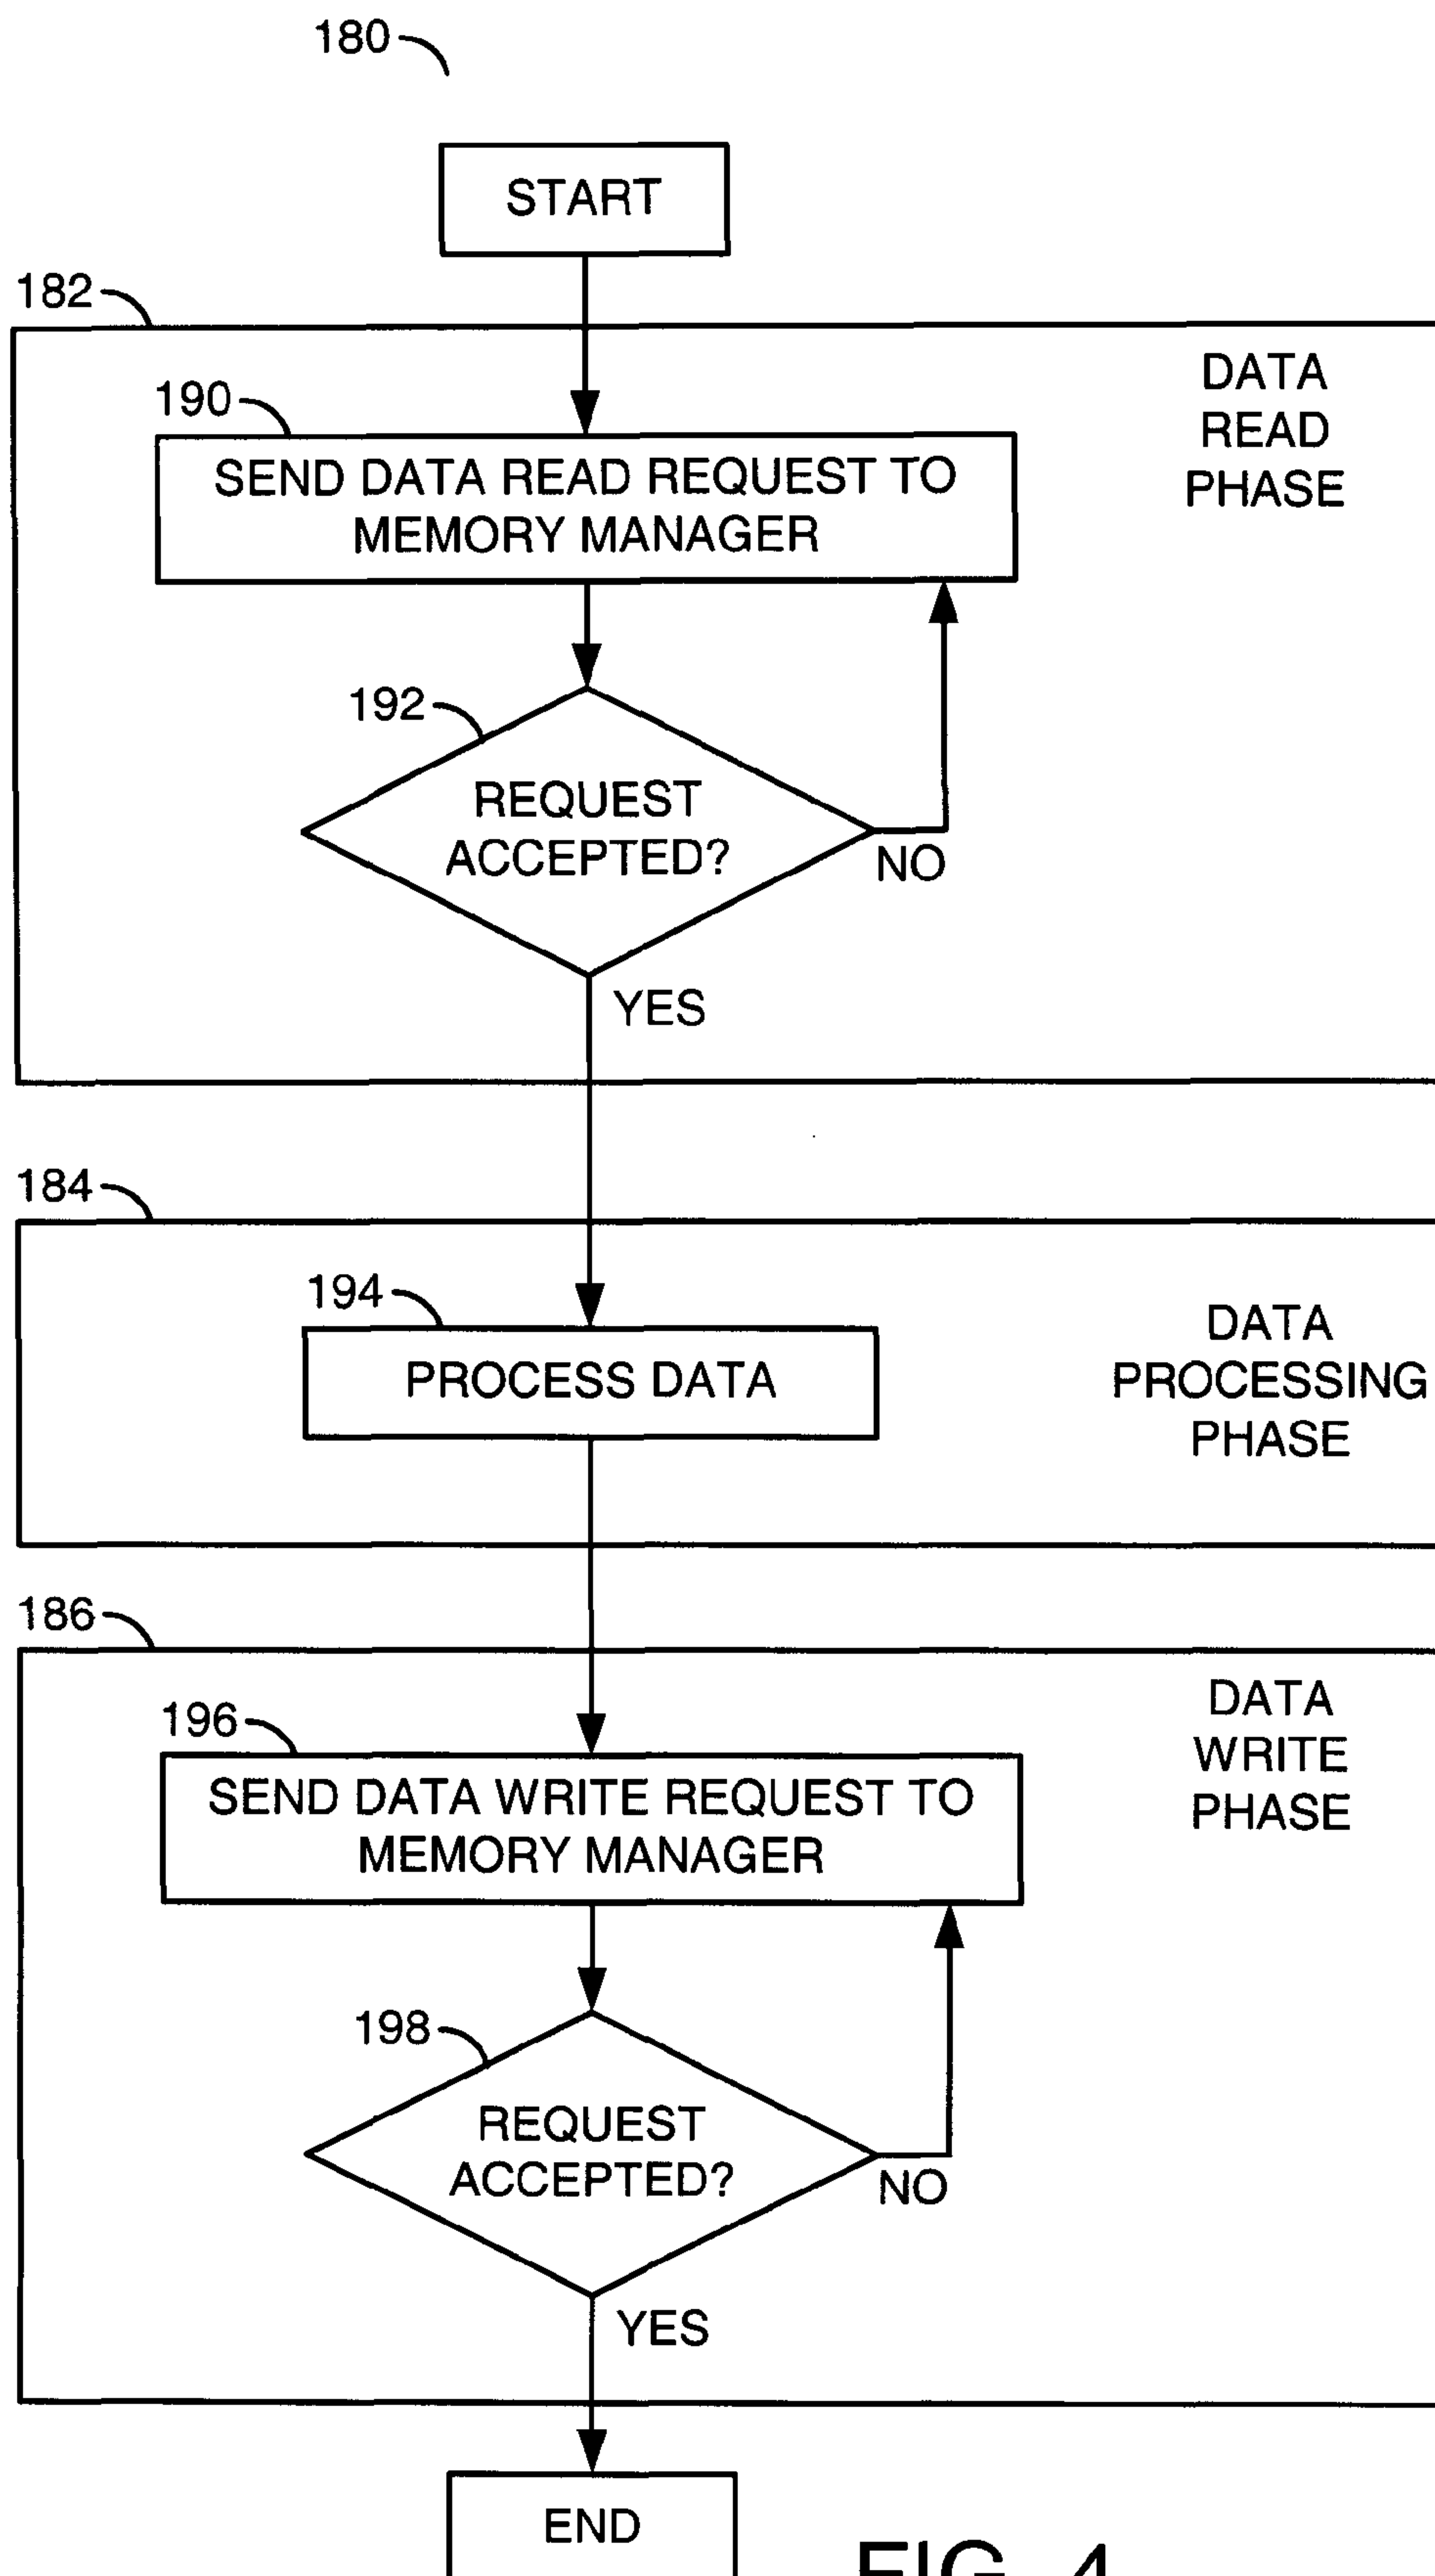 180
START
182
DATA
READ
PHASE
190
SEND DATA READ REQUEST TO
MEMORY MANAGER
192
REQUEST
ACCEPTED?
NO
YES
184
194
PROCESS DATA
DATA
PROCESSING
PHASE
186
DATA
WRITE
PHASE
196
SEND DATA WRITE REQUEST TO
MEMORY MANAGER
198
REQUEST
ACCEPTED?
NO
YES
END
FIG. 4